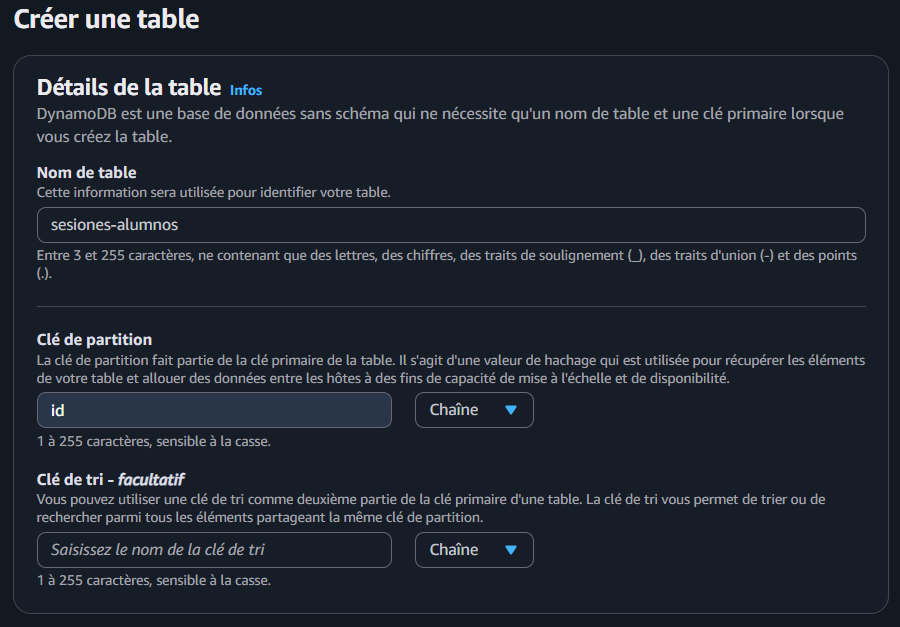 Créer une table
Détails de la table Infos
DynamoDB est une base de données sans schéma qui ne nécessite qu'un nom de table et une clé primaire lorsque
vous créez la table.
Nom de table
Cette information sera utilisée pour identifier votre table.
sesiones-alumnos
Entre 3 et 255 caractères, ne contenant que des lettres, des chiffres, des traits de soulignement (_), des traits d'union (-) et des points
(.).
Clé de partition
La clé de partition fait partie de la clé primaire de la table. Il s'agit d'une valeur de hachage qui est utilisée pour récupérer les éléments
de votre table et allouer des données entre les hôtes à des fins de capacité de mise à l'échelle et de disponibilité.
id Chaîne
1 à 255 caractères, sensible à la casse.
Clé de tri - facultatif
Vous pouvez utiliser une clé de tri comme deuxième partie de la clé primaire d'une table. La clé de tri vous permet de trier ou de
rechercher parmi tous les éléments partageant la même clé de partition.
Saisissez le nom de la clé de tri Chaîne
1 à 255 caractères, sensible à la casse.